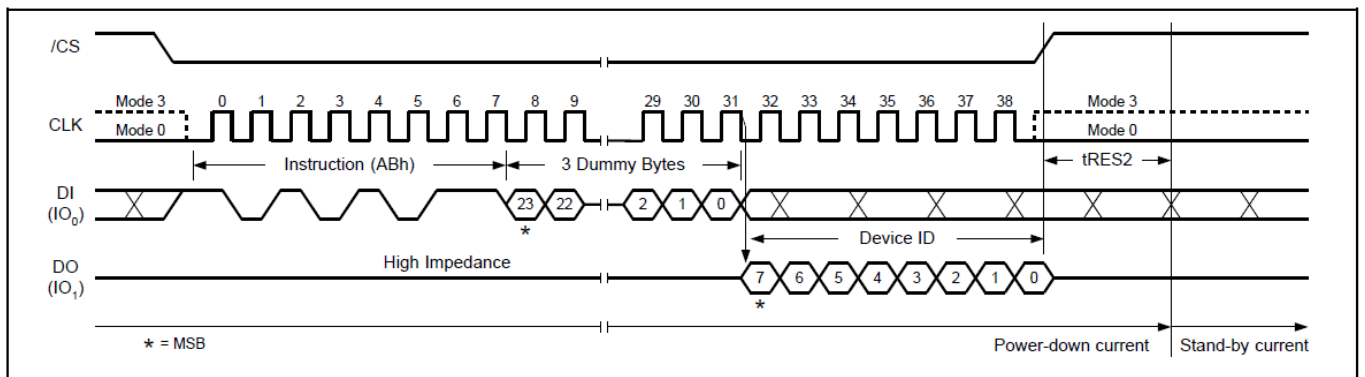 /CS
Mode 3 0 1 2 3 4 5 6 7 8 9 29 30 31 32 33 34 35 36 37 38 Mode 3
CLK
Mode 0 Mode 0
Instruction (ABh) 3 Dummy Bytes tRES2
DI
(IO0) 23 22 2 1 0
*
Device ID
High Impedance
DO
(IO1) 7 6 5 4 3 2 1 0
*
* = MSB Power-down current Stand-by current